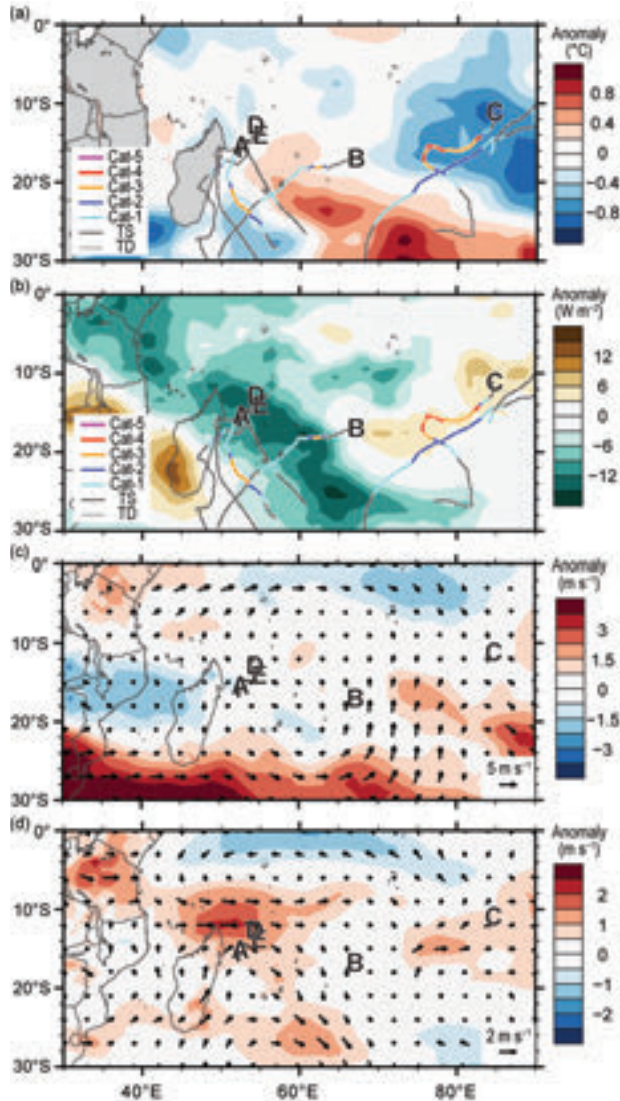 (a)
0°
10°S
20°S
30°S
Cat-5
Cat-4
Cat-3
Cat-2
Cat-1
TS
TD
A
D
E
B
C
Anomaly
(°C)
0.8
0.4
0
−0.4
−0.8
(b)
0°
10°S
20°S
30°S
Cat-5
Cat-4
Cat-3
Cat-2
Cat-1
TS
TD
A
D
E
B
C
Anomaly
(W m⁻²)
12
6
0
−6
−12
(c)
0°
10°S
20°S
30°S
A
D
E
B
C
5 m s⁻¹
Anomaly
(m s⁻¹)
3
1.5
0
−1.5
−3
(d)
0°
10°S
20°S
30°S
A
D
E
B
C
2 m s⁻¹
Anomaly
(m s⁻¹)
2
1
0
−1
−2
40°E 60°E 80°E